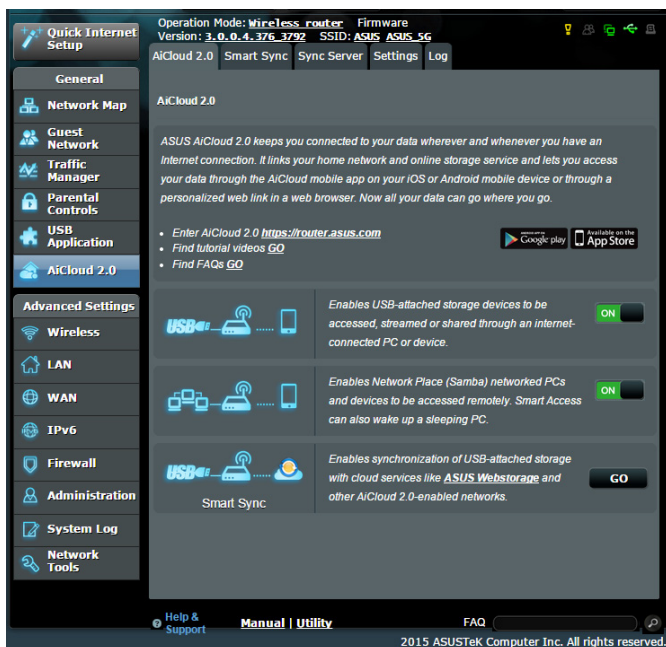 Operation Mode: Wireless router Firmware
Version: 3.0.0.4.376_3792 SSID: ASUS ASUS_5G
Quick Internet
Setup
General
Network Map
Guest
Network
Traffic
Manager
Parental
Controls
USB
Application
AiCloud 2.0
Advanced Settings
Wireless
LAN
WAN
IPv6
Firewall
Administration
System Log
Network
Tools
AiCloud 2.0 Smart Sync Sync Server Settings Log
AiCloud 2.0
ASUS AiCloud 2.0 keeps you connected to your data wherever and whenever you have an
Internet connection. It links your home network and online storage service and lets you access
your data through the AiCloud mobile app on your iOS or Android mobile device or through a
personalized web link in a web browser. Now all your data can go where you go.
• Enter AiCloud 2.0 https://router.asus.com
• Find tutorial videos GO
• Find FAQs GO
Google play
Available on the
App Store
USB
Enables USB-attached storage devices to be
accessed, streamed or shared through an internet-
connected PC or device.
ON
Enables Network Place (Samba) networked PCs
and devices to be accessed remotely. Smart Access
can also wake up a sleeping PC.
ON
USB
Smart Sync
Enables synchronization of USB-attached storage
with cloud services like ASUS Webstorage and
other AiCloud 2.0-enabled networks.
GO
Help &
Support
Manual | Utility
FAQ
2015 ASUSTeK Computer Inc. All rights reserved.